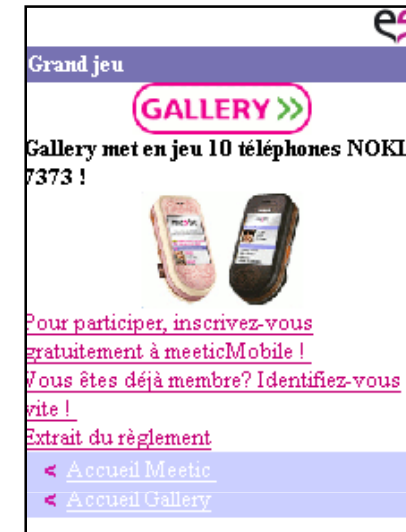 Grand jeu
GALLERY >>
Gallery met en jeu 10 téléphones NOKI
7373 !
Pour participer, inscrivez-vous
gratuitement à meeticMobile !
Vous êtes déjà membre? Identifiez-vous
vite !
Extrait du règlement
< Accueil Meetic
< Accueil Gallery